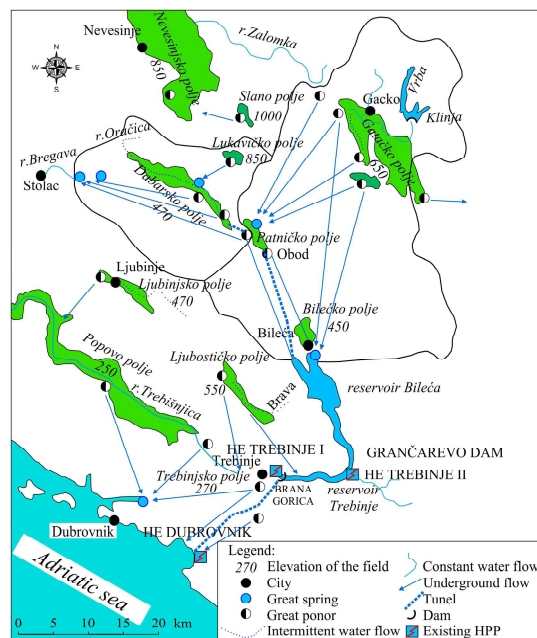 Nevesinje
r.Zalomka
N
W
E
S
Nevesinjsko polje
850
Slano polje
1000
Gacko
Vrba
Klinja
r.Oračica
Lukavičko polje
850
Gatačko polje
650
r.Bregava
Stolac
Dabarsko polje
470
Patničko polje
Obod
Ljubinje
Ljubinjsko polje
470
Bilečko polje
450
Bileća
Popovo polje
250
r.Trebišnjica
Ljubostičko polje
550
Brava
reservoir Bileća
HE TREBINJE I
GRANČAREVO DAM
Trebinje
HE TREBINJE II
Trebinjsko polje
270
BRANA
GORICA
reservoir
Trebinje
Dubrovnik
HE DUBROVNIK
Adriatic sea
0 5 10 20 km
Legend:
270 Elevation of the field
City
Great spring
Great ponor
Intermittent water flow
Constant water flow
Underground flow
Tunel
Dam
Existing HPP